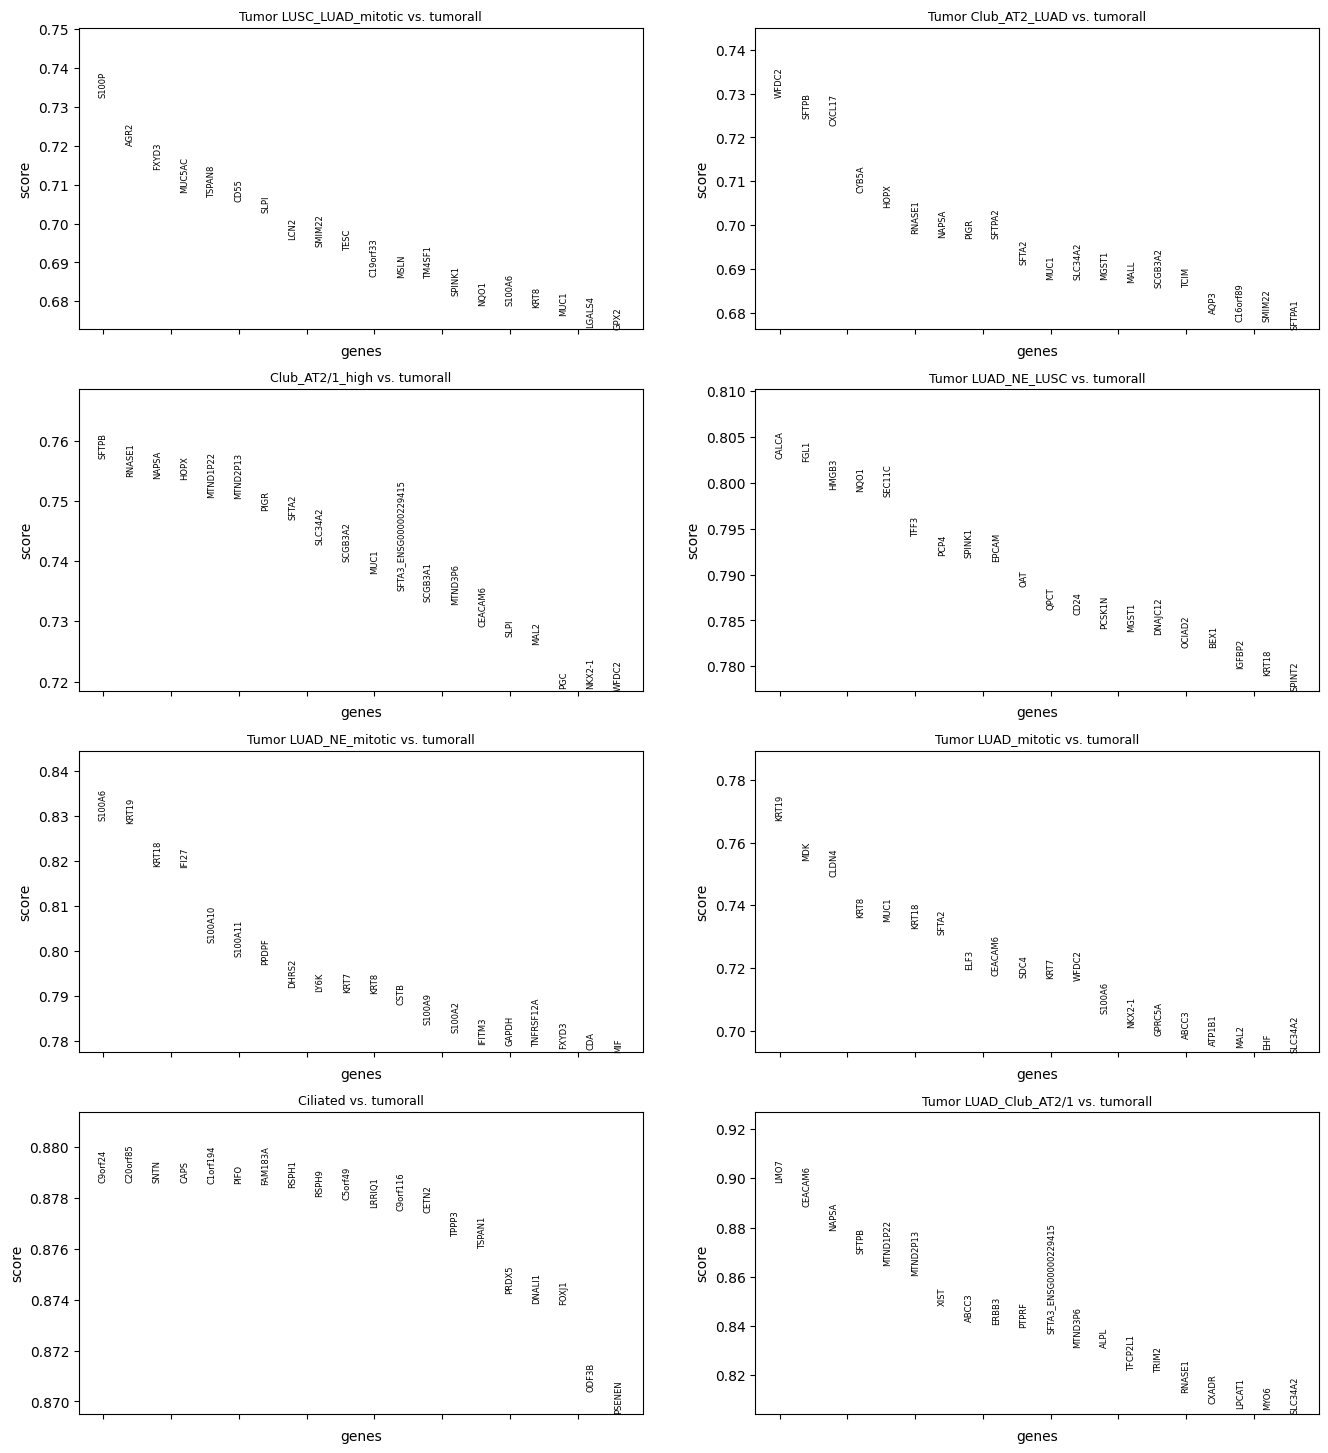 Tumor LUSC_LUAD_mitotic vs. tumorall
0.75
0.74
0.73
0.72
0.71
0.70
0.69
0.68
score
S100P
AGR2
FXYD3
MUC5AC
TSPAN8
CD55
SLPI
LCN2
SMIM22
TESC
C19orf33
MSLN
TM4SF1
SPINK1
NQO1
S100A6
KRT8
MUC1
LGALS4
GPX2
genes
Tumor Club_AT2_LUAD vs. tumorall
0.74
0.73
0.72
0.71
0.70
0.69
0.68
score
WFDC2
SFTPB
CXCL17
CYB5A
HOPX
RNASE1
NAPSA
PIGR
SFTPA2
SFTA2
MUC1
SLC34A2
MGST1
MALL
SCGB3A2
TCIM
AQP3
C16orf89
SMIM22
SFTPA1
genes
Club_AT2/1_high vs. tumorall
0.76
0.75
0.74
0.73
0.72
score
SFTPB
RNASE1
NAPSA
HOPX
MTND1P22
MTND2P13
PIGR
SFTA2
SLC34A2
SCGB3A2
MUC1
SFTA3_ENSG00000229415
SCGB3A1
MTND3P6
CEACAM6
SLPI
MAL2
PGC
NKX2-1
WFDC2
genes
Tumor LUAD_NE_LUSC vs. tumorall
0.810
0.805
0.800
0.795
0.790
0.785
0.780
score
CALCA
FGL1
HMGB3
NQO1
SEC11C
TFF3
PCP4
SPINK1
EPCAM
OAT
QPCT
CD24
PCSK1N
MGST1
DNAJC12
OCIAD2
BEX1
IGFBP2
KRT18
SPINT2
genes
Tumor LUAD_NE_mitotic vs. tumorall
0.84
0.83
0.82
0.81
0.80
0.79
0.78
score
S100A6
KRT19
KRT18
IFI27
S100A10
S100A11
PPDPF
DHRS2
LY6K
KRT7
KRT8
CSTB
S100A9
S100A2
IFITM3
GAPDH
TNFRSF12A
FXYD3
CDA
MIF
genes
Tumor LUAD_mitotic vs. tumorall
0.78
0.76
0.74
0.72
0.70
score
KRT19
MDK
CLDN4
KRT8
MUC1
KRT18
SFTA2
ELF3
CEACAM6
SDC4
KRT7
WFDC2
S100A6
NKX2-1
GPRC5A
ABCC3
ATP1B1
MAL2
EHF
SLC34A2
genes
Ciliated vs. tumorall
0.880
0.878
0.876
0.874
0.872
0.870
score
C9orf24
C20orf85
SNTN
CAPS
C1orf194
PIFO
FAM183A
RSPH1
RSPH9
C5orf49
LRRIQ1
C9orf116
CETN2
TPPP3
TSPAN1
PRDX5
DNALI1
FOXJ1
ODF3B
PSENEN
genes
Tumor LUAD_Club_AT2/1 vs. tumorall
0.92
0.90
0.88
0.86
0.84
0.82
score
LMO7
CEACAM6
NAPSA
SFTPB
MTND1P22
MTND2P13
XIST
ABCC3
ERBB3
PTPRF
SFTA3_ENSG00000229415
MTND3P6
ALPL
TFCP2L1
TRIM2
RNASE1
CXADR
LPCAT1
MYO6
SLC34A2
genes